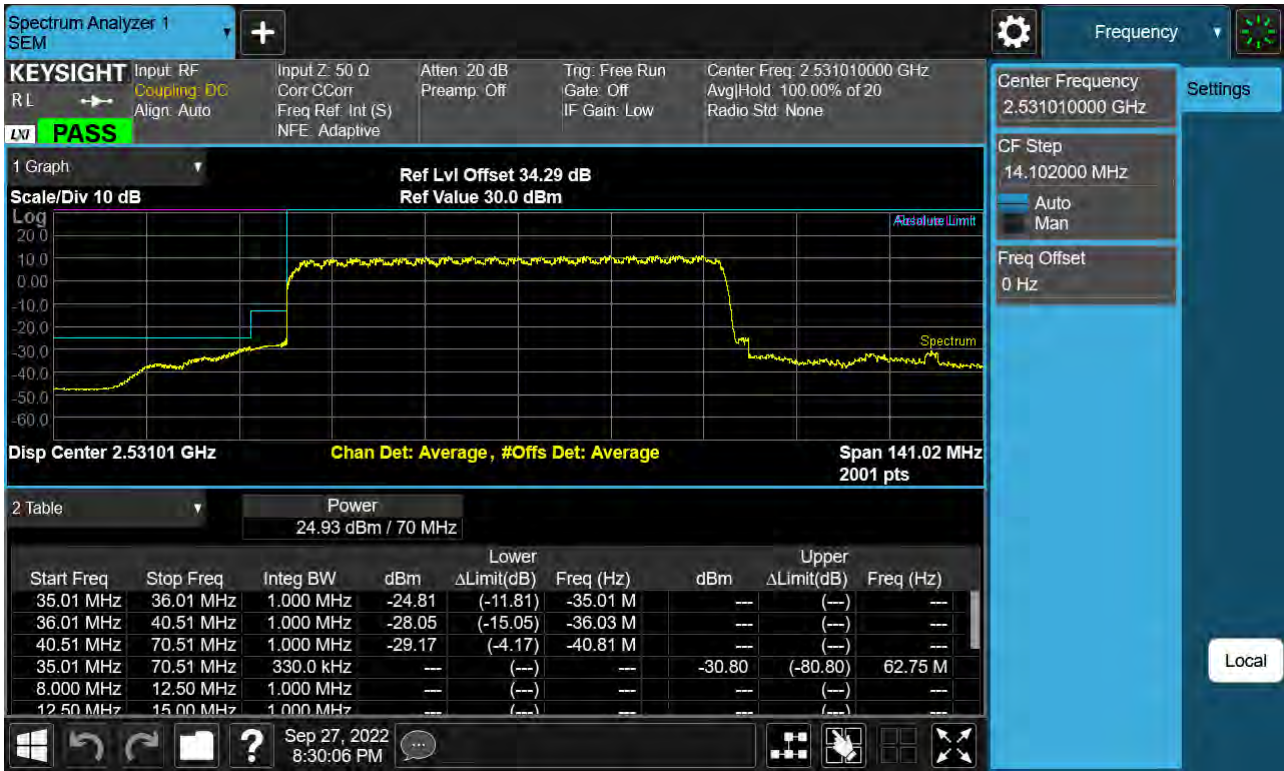 Spectrum Analyzer 1
SEM
Frequency
KEYSIGHT Input: RF Input Z: 50 Ω Atten: 20 dB Trig: Free Run Center Freq: 2.531010000 GHz
R L Coupling: DC Corr CCorr Preamp: Off Gate: Off Avg|Hold: 100.00% of 20
Align: Auto Freq Ref: Int (S) IF Gain: Low Radio Std: None
LXI PASS NFE: Adaptive
Center Frequency
2.531010000 GHz
Settings
CF Step
14.102000 MHz
Auto
Man
Freq Offset
0 Hz
Local
1 Graph
Ref Lvl Offset 34.29 dB
Scale/Div 10 dB Ref Value 30.0 dBm
Log
Limit
20.0
10.0
0.00
-10.0
-20.0
Spectrum
-30.0
-40.0
-50.0
-60.0
Disp Center 2.53101 GHz Chan Det: Average, #Offs Det: Average Span 141.02 MHz
2001 pts
2 Table
Power
24.93 dBm / 70 MHz
Lower Upper
Start Freq Stop Freq Integ BW dBm ΔLimit(dB) Freq (Hz) dBm ΔLimit(dB) Freq (Hz)
35.01 MHz 36.01 MHz 1.000 MHz -24.81 (-11.81) -35.01 M --- (---) ---
36.01 MHz 40.51 MHz 1.000 MHz -28.05 (-15.05) -36.03 M --- (---) ---
40.51 MHz 70.51 MHz 1.000 MHz -29.17 (-4.17) -40.81 M --- (---) ---
35.01 MHz 70.51 MHz 330.0 kHz --- (---) --- -30.80 (-80.80) 62.75 M
8.000 MHz 12.50 MHz 1.000 MHz --- (---) --- --- (---) ---
12.50 MHz 15.00 MHz 1.000 MHz --- (---) --- --- (---) ---
Sep 27, 2022
8:30:06 PM